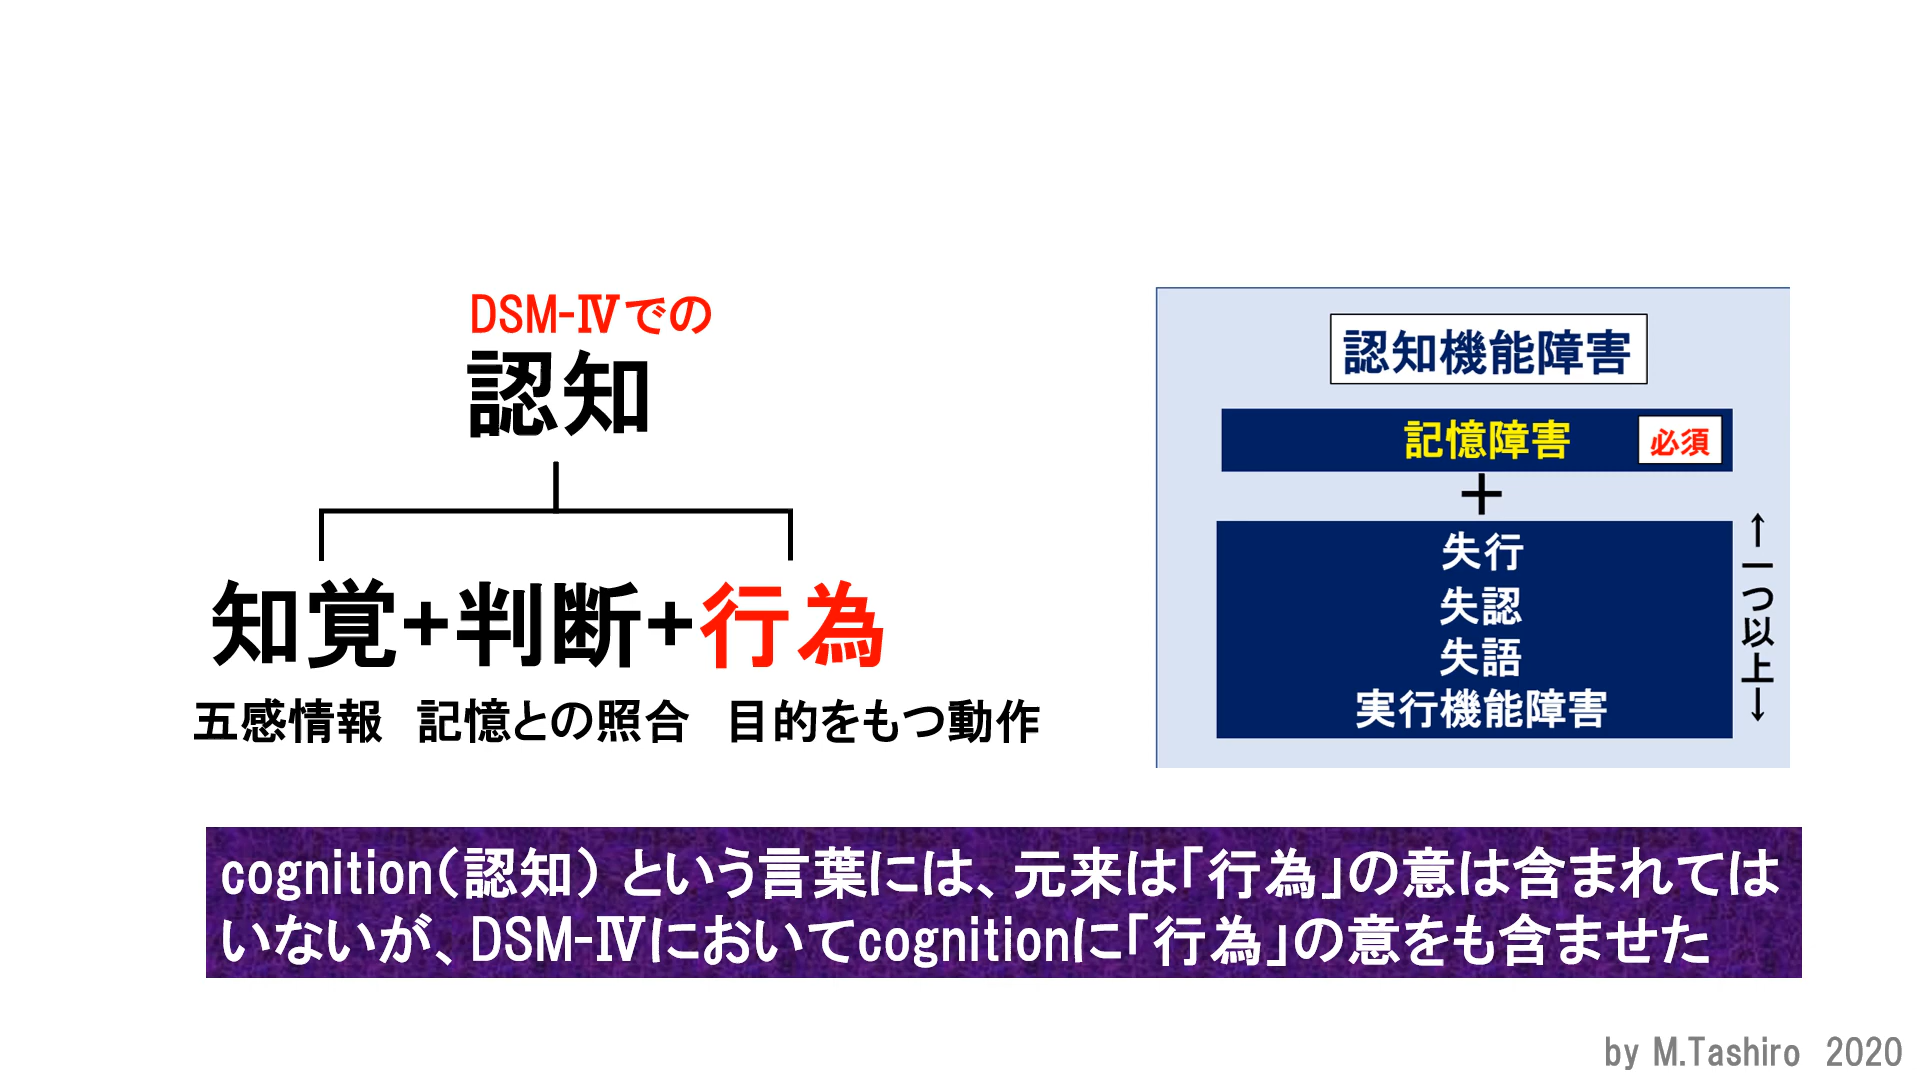 DSM-Ⅳでの
認知
知覚+判断+行為
五感情報　記憶との照合　目的をもつ動作
認知機能障害
記憶障害　必須
＋
失行
失認
失語
実行機能障害
↑一つ以上↓
cognition（認知）という言葉には、元来は「行為」の意は含まれては
いないが、DSM-Ⅳにおいてcognitionに「行為」の意をも含ませた
by M.Tashiro　2020